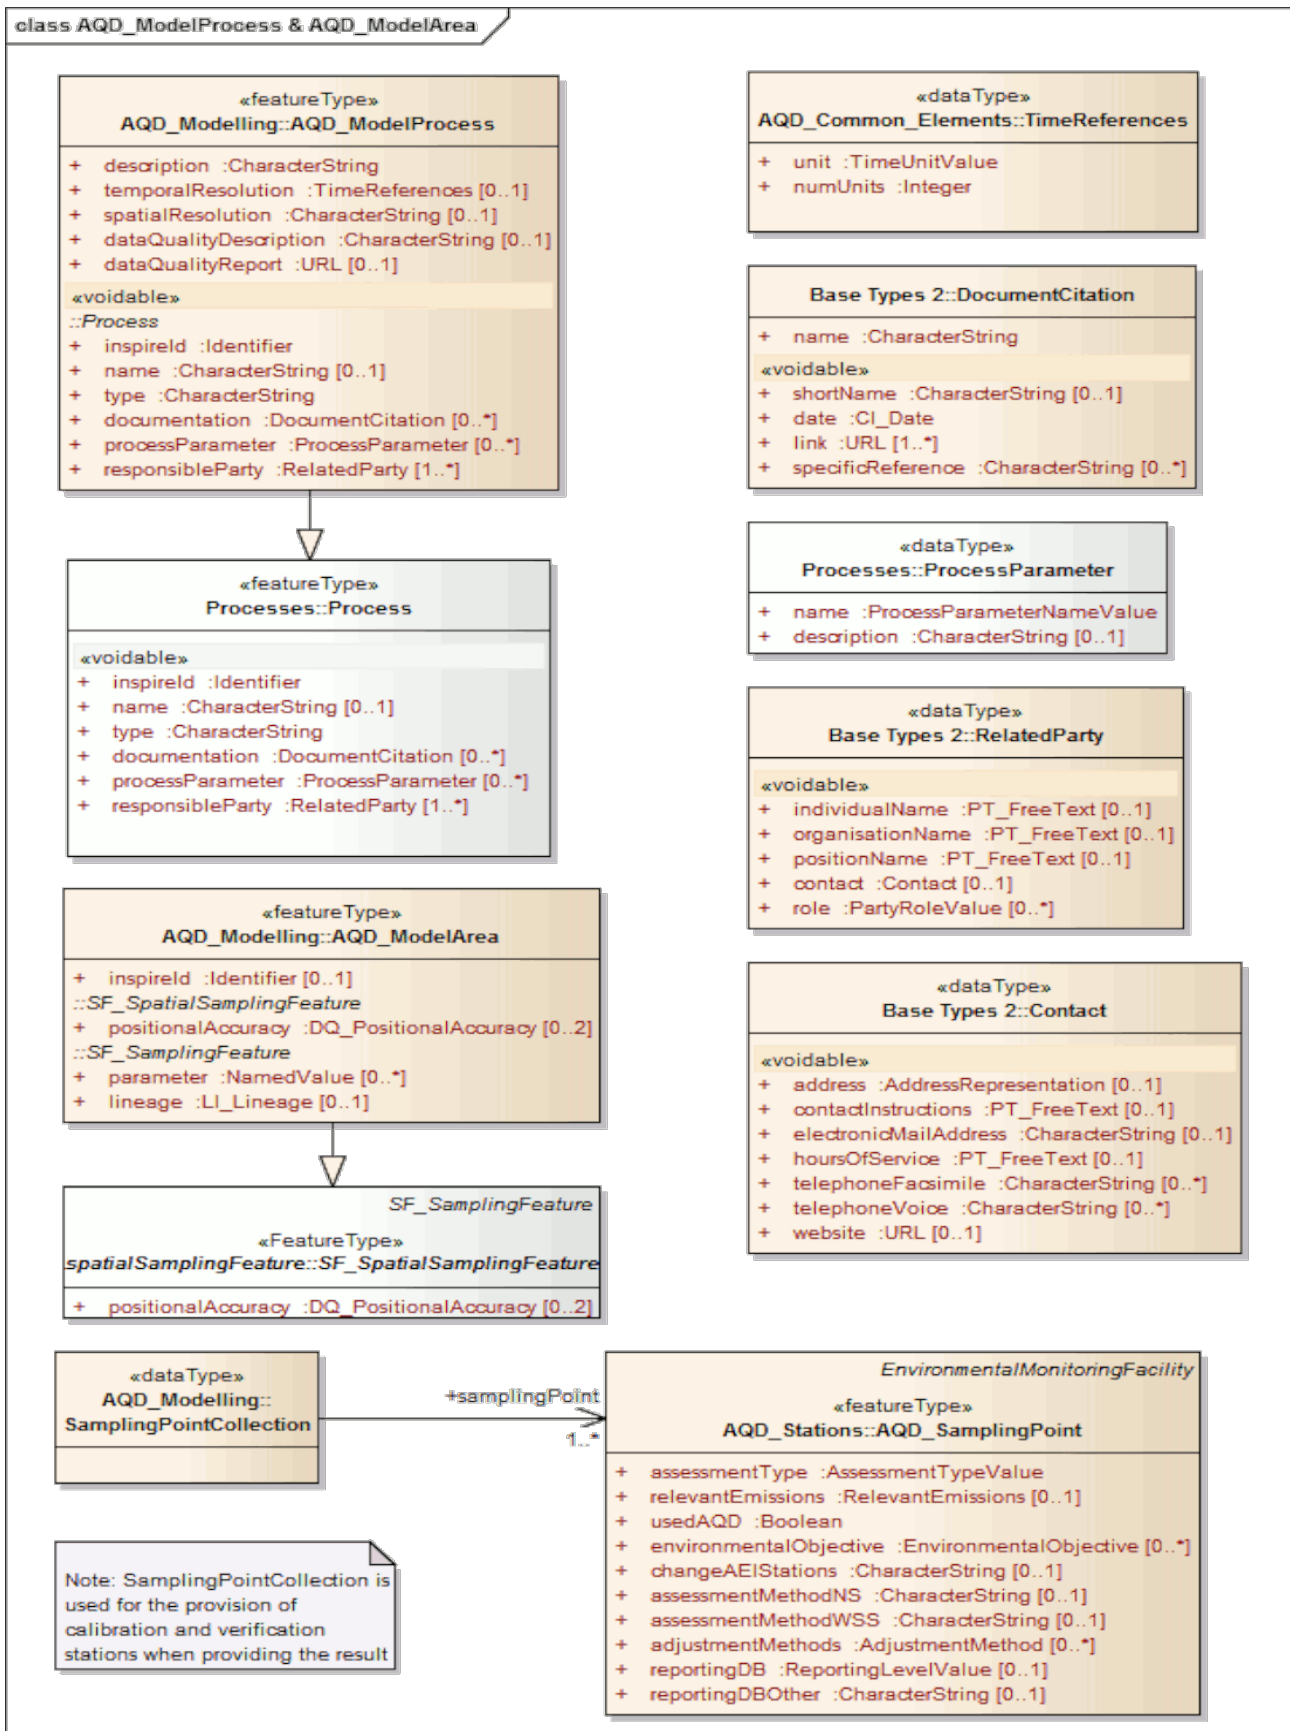 class AQD_ModelProcess & AQD_ModelArea
«featureType»
AQD_Modelling::AQD_ModelProcess
+ description :CharacterString
+ temporalResolution :TimeReferences [0..1]
+ spatialResolution :CharacterString [0..1]
+ dataQualityDescription :CharacterString [0..1]
+ dataQualityReport :URL [0..1]
«voidable»
::Process
+ inspireId :Identifier
+ name :CharacterString [0..1]
+ type :CharacterString
+ documentation :DocumentCitation [0..*]
+ processParameter :ProcessParameter [0..*]
+ responsibleParty :RelatedParty [1..*]
«featureType»
Processes::Process
«voidable»
+ inspireId :Identifier
+ name :CharacterString [0..1]
+ type :CharacterString
+ documentation :DocumentCitation [0..*]
+ processParameter :ProcessParameter [0..*]
+ responsibleParty :RelatedParty [1..*]
«featureType»
AQD_Modelling::AQD_ModelArea
+ inspireId :Identifier [0..1]
::SF_SpatialSamplingFeature
+ positionalAccuracy :DQ_PositionalAccuracy [0..2]
::SF_SamplingFeature
+ parameter :NamedValue [0..*]
+ lineage :LI_Lineage [0..1]
SF_SamplingFeature
«FeatureType»
spatialSamplingFeature::SF_SpatialSamplingFeature
+ positionalAccuracy :DQ_PositionalAccuracy [0..2]
«dataType»
AQD_Modelling::
SamplingPointCollection
+samplingPoint
1..*
Note: SamplingPointCollection is
used for the provision of
calibration and verification
stations when providing the result
«dataType»
AQD_Common_Elements::TimeReferences
+ unit :TimeUnitValue
+ numUnits :Integer
Base Types 2::DocumentCitation
+ name :CharacterString
«voidable»
+ shortName :CharacterString [0..1]
+ date :CI_Date
+ link :URL [1..*]
+ specificReference :CharacterString [0..*]
«dataType»
Processes::ProcessParameter
+ name :ProcessParameterNameValue
+ description :CharacterString [0..1]
«dataType»
Base Types 2::RelatedParty
«voidable»
+ individualName :PT_FreeText [0..1]
+ organisationName :PT_FreeText [0..1]
+ positionName :PT_FreeText [0..1]
+ contact :Contact [0..1]
+ role :PartyRoleValue [0..*]
«dataType»
Base Types 2::Contact
«voidable»
+ address :AddressRepresentation [0..1]
+ contactInstructions :PT_FreeText [0..1]
+ electronicMailAddress :CharacterString [0..1]
+ hoursOfService :PT_FreeText [0..1]
+ telephoneFacsimile :CharacterString [0..*]
+ telephoneVoice :CharacterString [0..*]
+ website :URL [0..1]
EnvironmentalMonitoringFacility
«featureType»
AQD_Stations::AQD_SamplingPoint
+ assessmentType :AssessmentTypeValue
+ relevantEmissions :RelevantEmissions [0..1]
+ usedAQD :Boolean
+ environmentalObjective :EnvironmentalObjective [0..*]
+ changeAEIStations :CharacterString [0..1]
+ assessmentMethodNS :CharacterString [0..1]
+ assessmentMethodWSS :CharacterString [0..1]
+ adjustmentMethods :AdjustmentMethod [0..*]
+ reportingDB :ReportingLevelValue [0..1]
+ reportingDBOther :CharacterString [0..1]